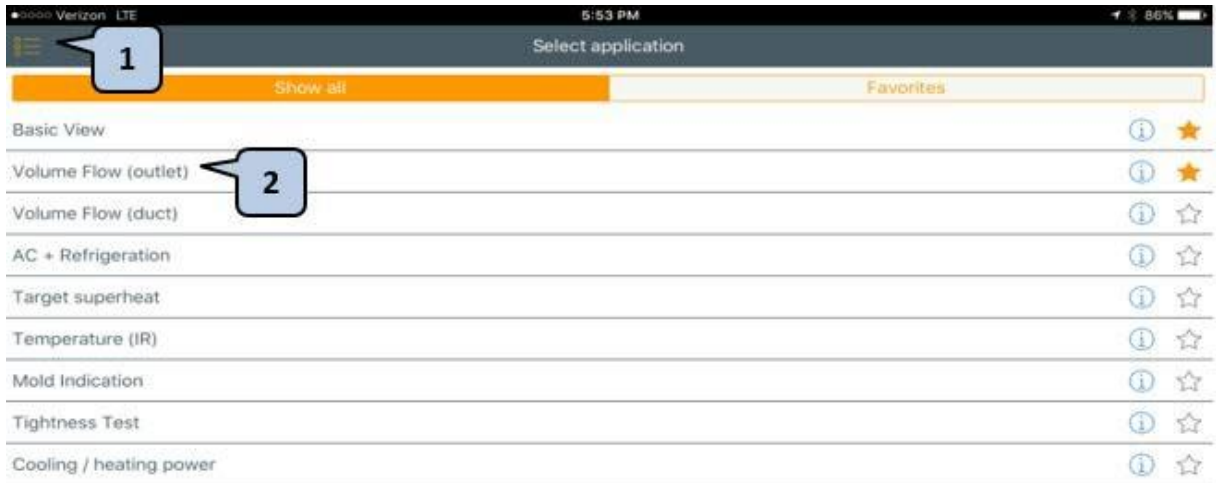 Verizon LTE 5:53 PM 86%
1 Select application
Show all Favorites
Basic View
Volume Flow (outlet) 2
Volume Flow (duct)
AC + Refrigeration
Target superheat
Temperature (IR)
Mold Indication
Tightness Test
Cooling / heating power